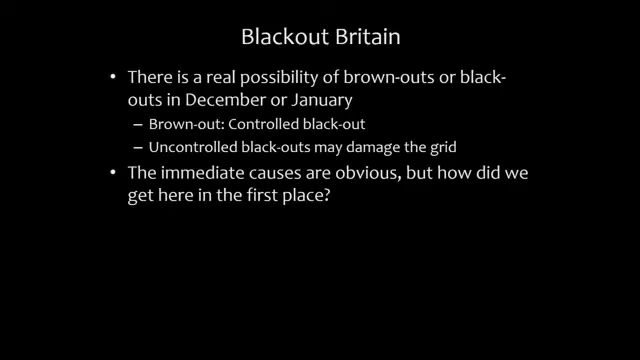 Blackout Britain
• There is a real possibility of brown-outs or black-
outs in December or January
– Brown-out: Controlled black-out
– Uncontrolled black-outs may damage the grid
• The immediate causes are obvious, but how did we
get here in the first place?